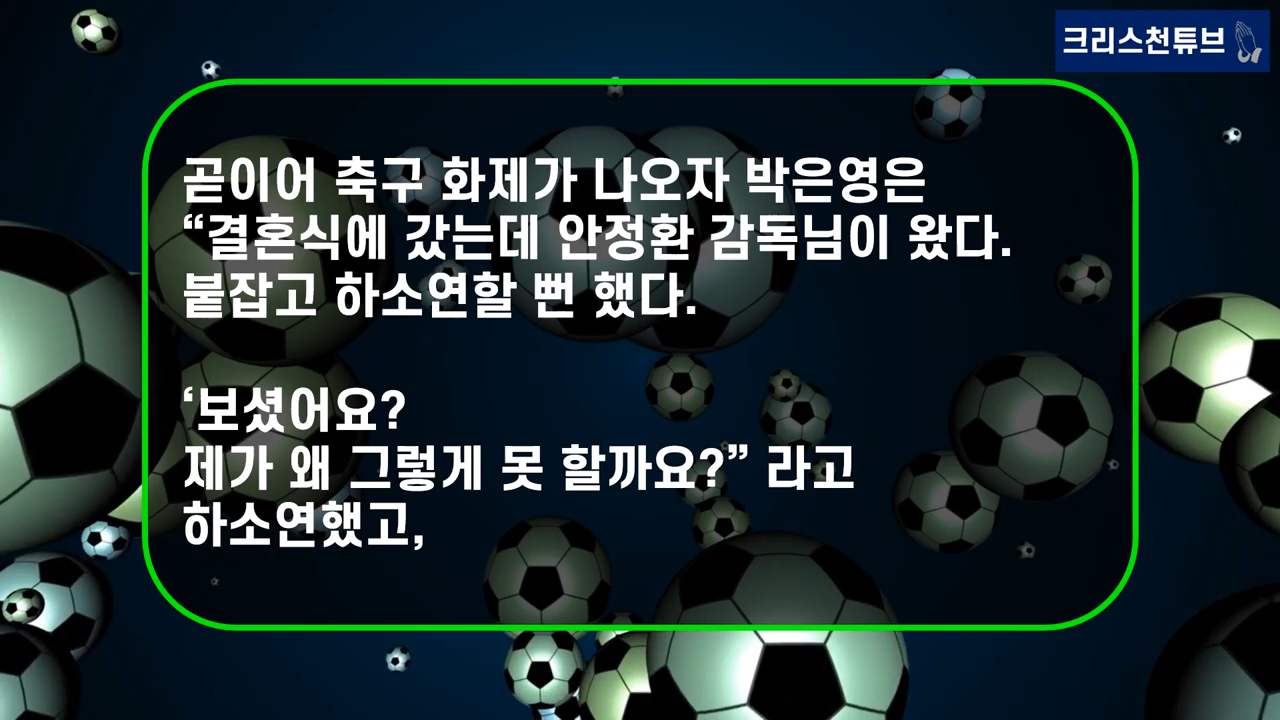 크리스천튜브
곧이어 축구 화제가 나오자 박은영은
“결혼식에 갔는데 안정환 감독님이 왔다.
붙잡고 하소연할 뻔 했다.
‘보셨어요?
제가 왜 그렇게 못 할까요?” 라고
하소연했고,